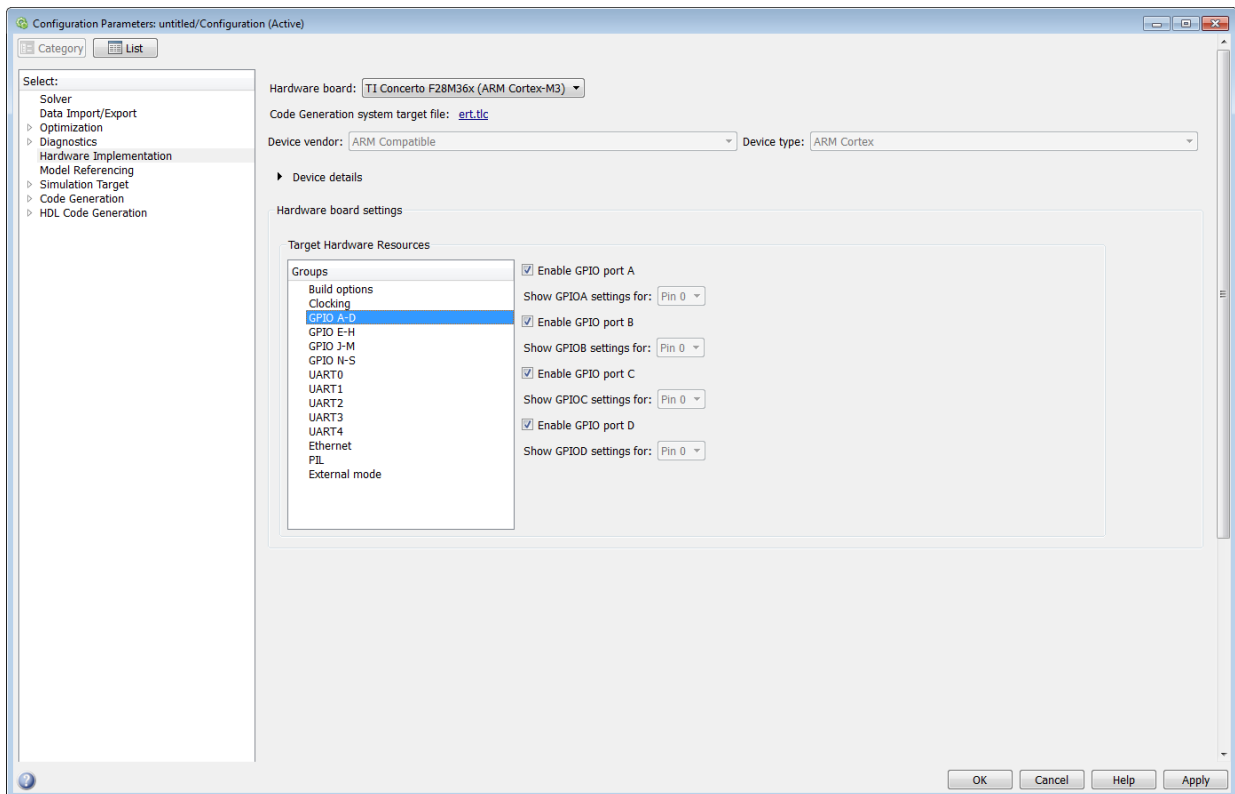 Configuration Parameters: untitled/Configuration (Active)
Category List
Select:
Solver
Data Import/Export
Optimization
Diagnostics
Hardware Implementation
Model Referencing
Simulation Target
Code Generation
HDL Code Generation
Hardware board: TI Concerto F28M36x (ARM Cortex-M3)
Code Generation system target file: ert.tlc
Device vendor: ARM Compatible Device type: ARM Cortex
Device details
Hardware board settings
Target Hardware Resources
Groups
Build options
Clocking
GPIO A-D
GPIO E-H
GPIO J-M
GPIO N-S
UART0
UART1
UART2
UART3
UART4
Ethernet
PIL
External mode
Enable GPIO port A
Show GPIOA settings for: Pin 0
Enable GPIO port B
Show GPIOB settings for: Pin 0
Enable GPIO port C
Show GPIOC settings for: Pin 0
Enable GPIO port D
Show GPIOD settings for: Pin 0
OK Cancel Help Apply